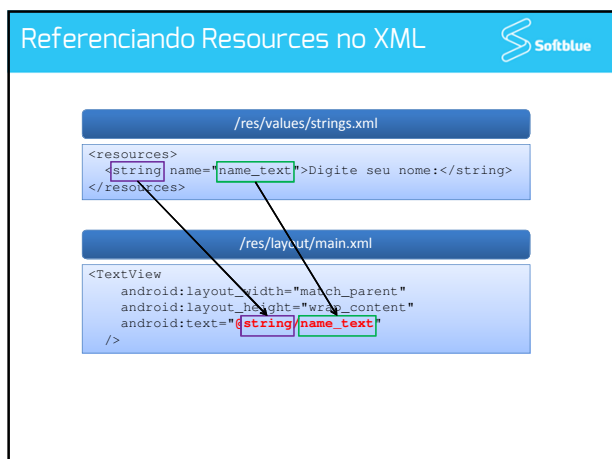 Referenciando Resources no XML
Softblue
/res/values/strings.xml
<resources>
<string name="name_text">Digite seu nome:</string>
</resources>
/res/layout/main.xml
<TextView
android:layout_width="match_parent"
android:layout_height="wrap_content"
android:text="@string/name_text"
/>